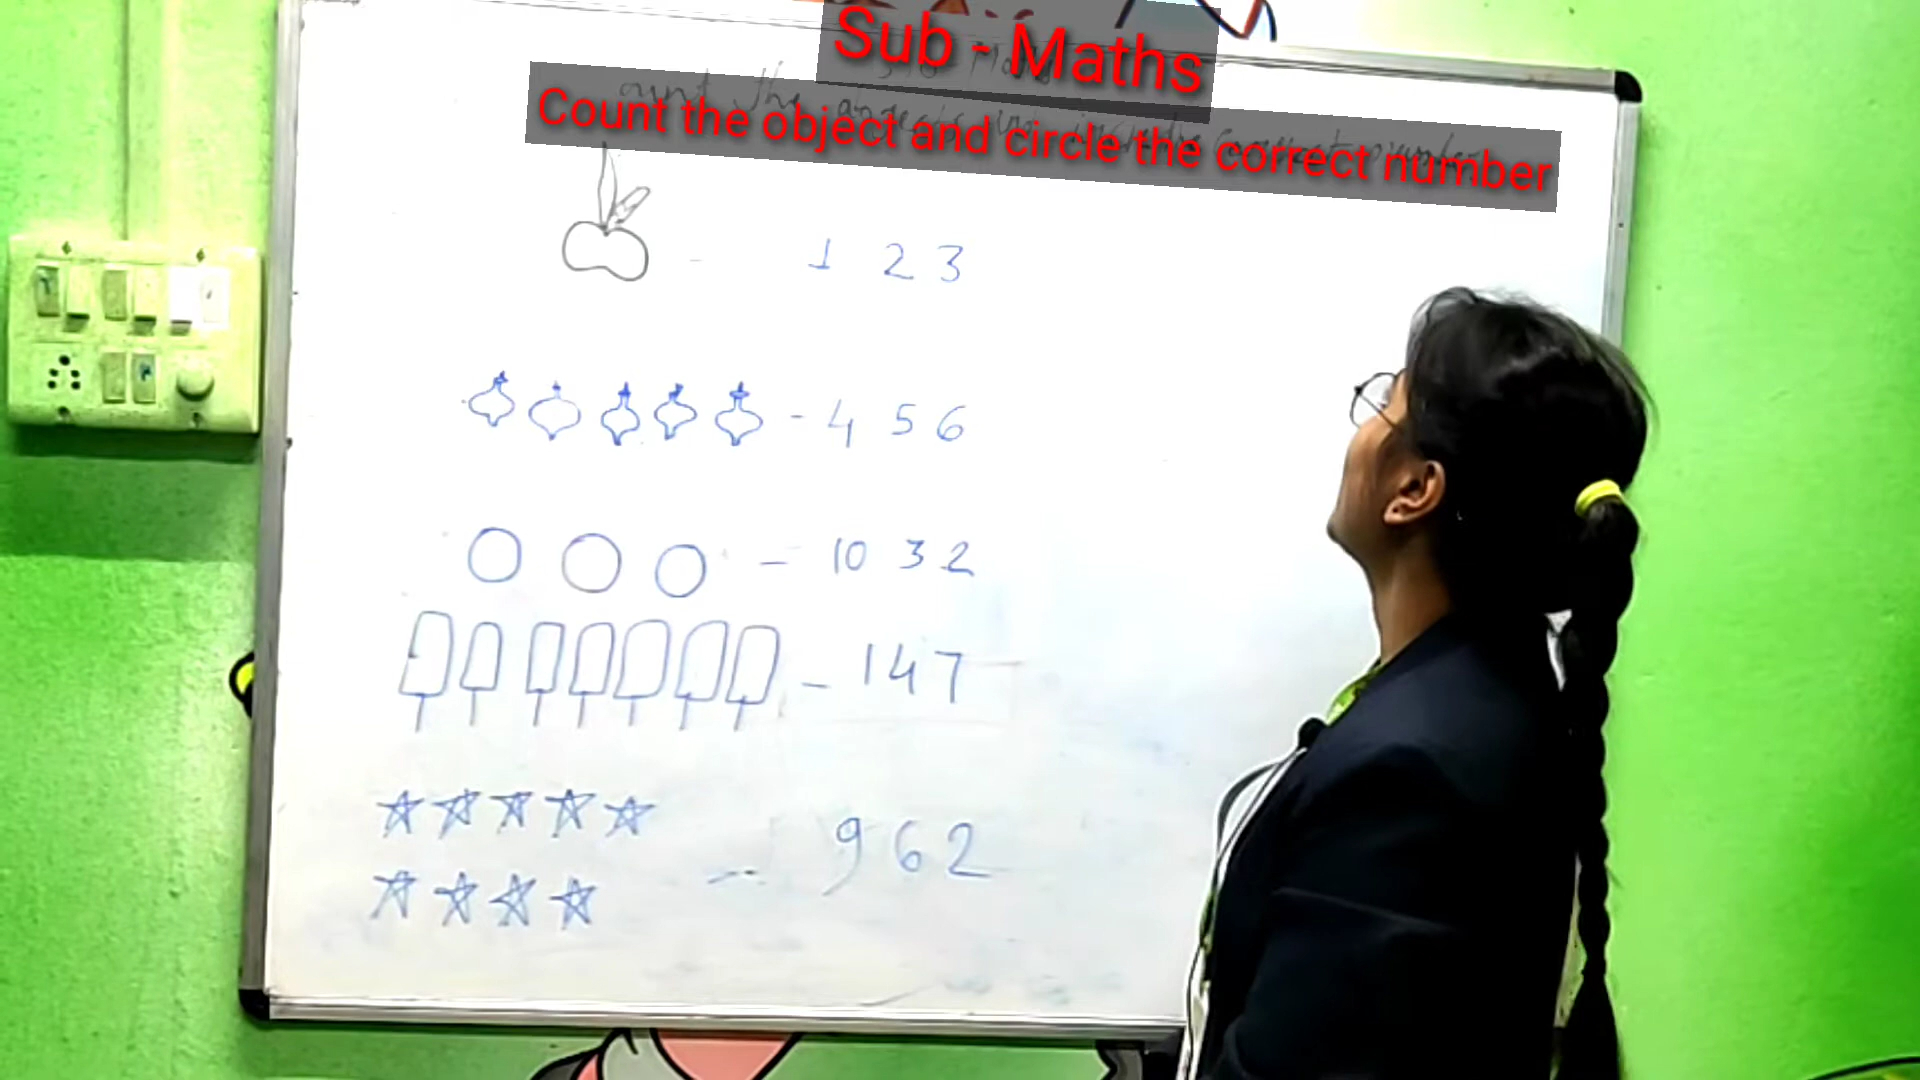 Sub - Maths
Count the object and circle the correct number
- 1 2 3
- 4 5 6
- 10 3 2
- 1 4 7
- 9 6 2